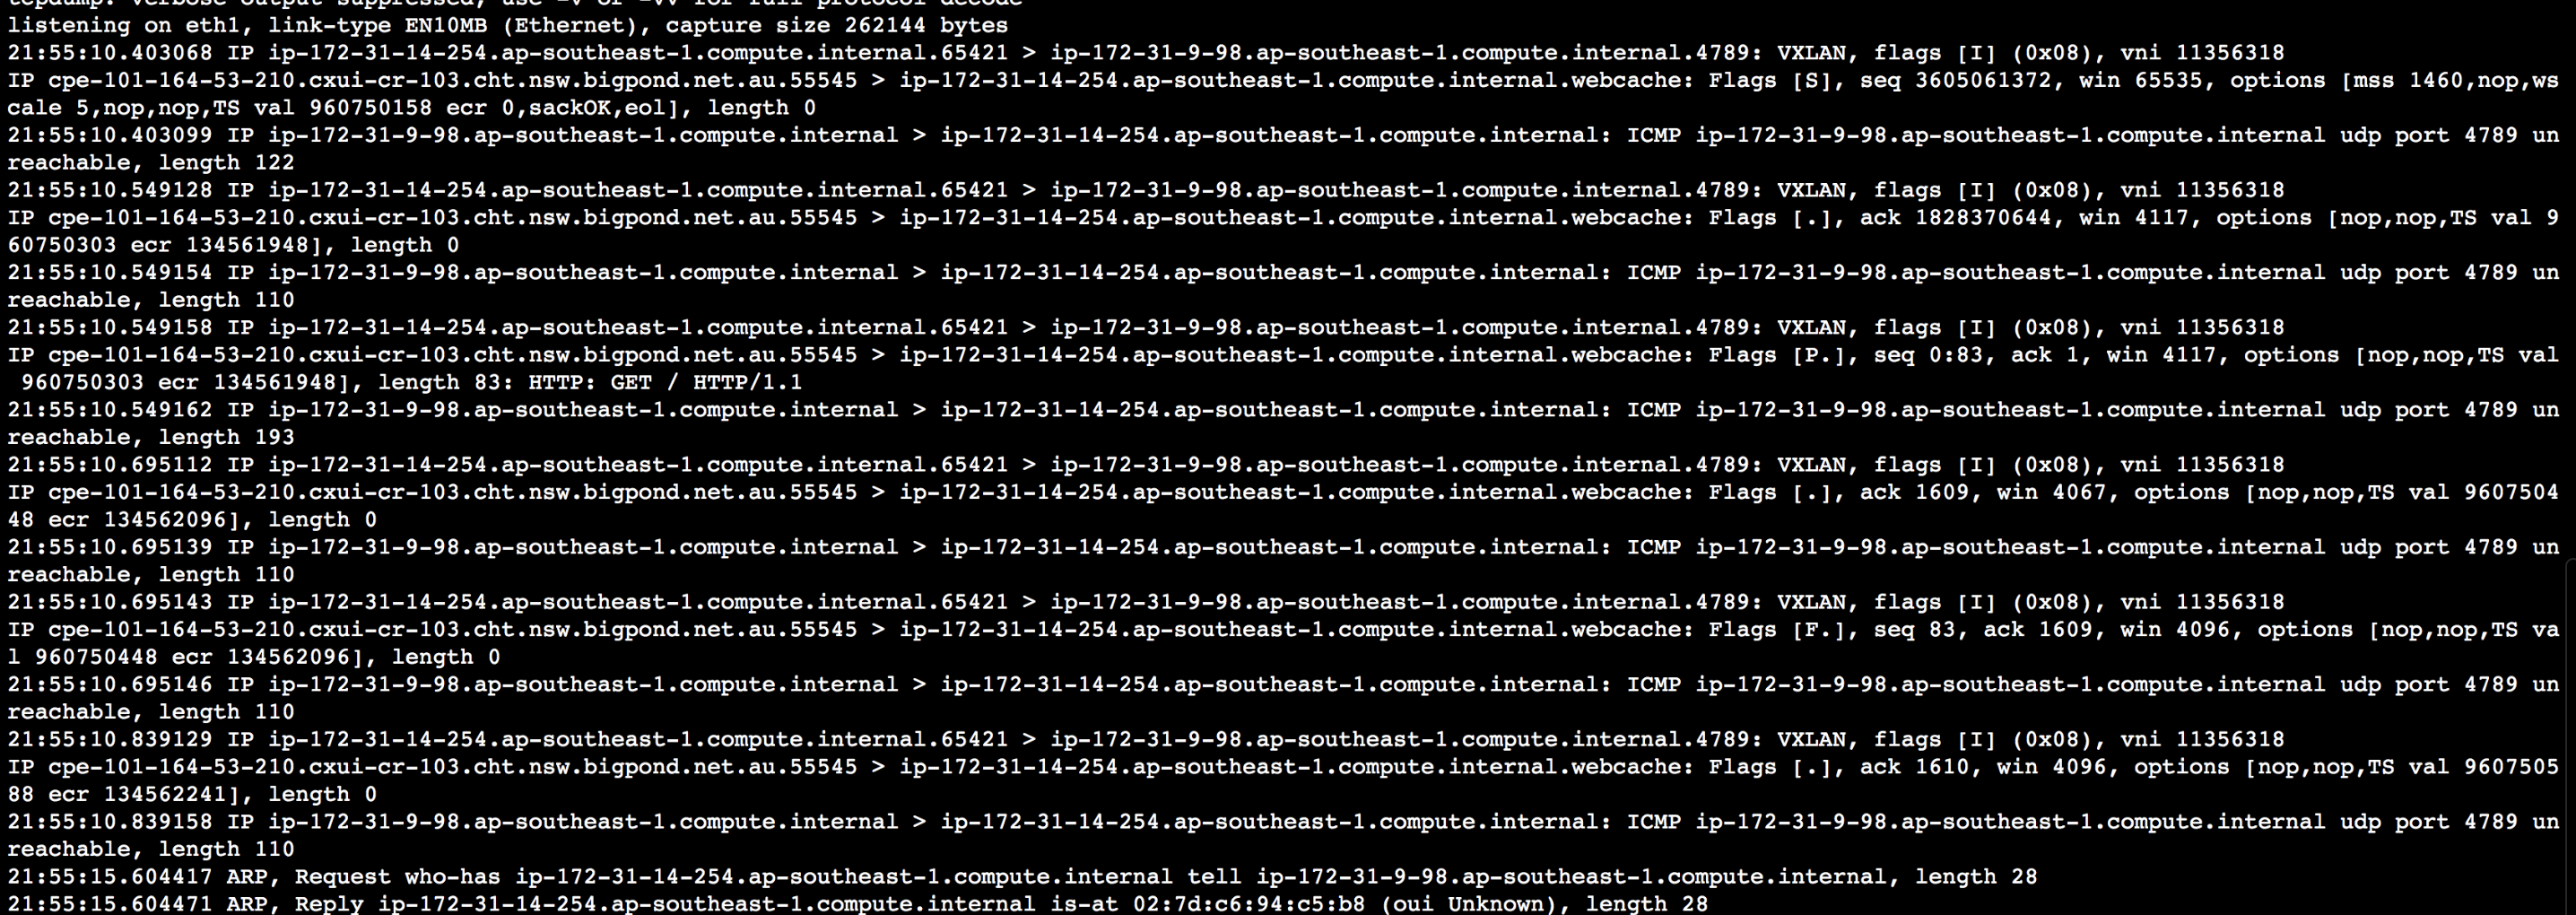 tcpdump: verbose output suppressed, use -v or -vv for full protocol decode
listening on eth1, link-type EN10MB (Ethernet), capture size 262144 bytes
21:55:10.403068 IP ip-172-31-14-254.ap-southeast-1.compute.internal.65421 > ip-172-31-9-98.ap-southeast-1.compute.internal.4789: VXLAN, flags [I] (0x08), vni 11356318
IP cpe-101-164-53-210.cxui-cr-103.cht.nsw.bigpond.net.au.55545 > ip-172-31-14-254.ap-southeast-1.compute.internal.webcache: Flags [S], seq 3605061372, win 65535, options [mss 1460,nop,ws
cale 5,nop,nop,TS val 960750158 ecr 0,sackOK,eol], length 0
21:55:10.403099 IP ip-172-31-9-98.ap-southeast-1.compute.internal > ip-172-31-14-254.ap-southeast-1.compute.internal: ICMP ip-172-31-9-98.ap-southeast-1.compute.internal udp port 4789 un
reachable, length 122
21:55:10.549128 IP ip-172-31-14-254.ap-southeast-1.compute.internal.65421 > ip-172-31-9-98.ap-southeast-1.compute.internal.4789: VXLAN, flags [I] (0x08), vni 11356318
IP cpe-101-164-53-210.cxui-cr-103.cht.nsw.bigpond.net.au.55545 > ip-172-31-14-254.ap-southeast-1.compute.internal.webcache: Flags [.], ack 1828370644, win 4117, options [nop,nop,TS val 9
60750303 ecr 134561948], length 0
21:55:10.549154 IP ip-172-31-9-98.ap-southeast-1.compute.internal > ip-172-31-14-254.ap-southeast-1.compute.internal: ICMP ip-172-31-9-98.ap-southeast-1.compute.internal udp port 4789 un
reachable, length 110
21:55:10.549158 IP ip-172-31-14-254.ap-southeast-1.compute.internal.65421 > ip-172-31-9-98.ap-southeast-1.compute.internal.4789: VXLAN, flags [I] (0x08), vni 11356318
IP cpe-101-164-53-210.cxui-cr-103.cht.nsw.bigpond.net.au.55545 > ip-172-31-14-254.ap-southeast-1.compute.internal.webcache: Flags [P.], seq 0:83, ack 1, win 4117, options [nop,nop,TS val
 960750303 ecr 134561948], length 83: HTTP: GET / HTTP/1.1
21:55:10.549162 IP ip-172-31-9-98.ap-southeast-1.compute.internal > ip-172-31-14-254.ap-southeast-1.compute.internal: ICMP ip-172-31-9-98.ap-southeast-1.compute.internal udp port 4789 un
reachable, length 193
21:55:10.695112 IP ip-172-31-14-254.ap-southeast-1.compute.internal.65421 > ip-172-31-9-98.ap-southeast-1.compute.internal.4789: VXLAN, flags [I] (0x08), vni 11356318
IP cpe-101-164-53-210.cxui-cr-103.cht.nsw.bigpond.net.au.55545 > ip-172-31-14-254.ap-southeast-1.compute.internal.webcache: Flags [.], ack 1609, win 4067, options [nop,nop,TS val 9607504
48 ecr 134562096], length 0
21:55:10.695139 IP ip-172-31-9-98.ap-southeast-1.compute.internal > ip-172-31-14-254.ap-southeast-1.compute.internal: ICMP ip-172-31-9-98.ap-southeast-1.compute.internal udp port 4789 un
reachable, length 110
21:55:10.695143 IP ip-172-31-14-254.ap-southeast-1.compute.internal.65421 > ip-172-31-9-98.ap-southeast-1.compute.internal.4789: VXLAN, flags [I] (0x08), vni 11356318
IP cpe-101-164-53-210.cxui-cr-103.cht.nsw.bigpond.net.au.55545 > ip-172-31-14-254.ap-southeast-1.compute.internal.webcache: Flags [F.], seq 83, ack 1609, win 4096, options [nop,nop,TS va
l 960750448 ecr 134562096], length 0
21:55:10.695146 IP ip-172-31-9-98.ap-southeast-1.compute.internal > ip-172-31-14-254.ap-southeast-1.compute.internal: ICMP ip-172-31-9-98.ap-southeast-1.compute.internal udp port 4789 un
reachable, length 110
21:55:10.839129 IP ip-172-31-14-254.ap-southeast-1.compute.internal.65421 > ip-172-31-9-98.ap-southeast-1.compute.internal.4789: VXLAN, flags [I] (0x08), vni 11356318
IP cpe-101-164-53-210.cxui-cr-103.cht.nsw.bigpond.net.au.55545 > ip-172-31-14-254.ap-southeast-1.compute.internal.webcache: Flags [.], ack 1610, win 4096, options [nop,nop,TS val 9607505
88 ecr 134562241], length 0
21:55:10.839158 IP ip-172-31-9-98.ap-southeast-1.compute.internal > ip-172-31-14-254.ap-southeast-1.compute.internal: ICMP ip-172-31-9-98.ap-southeast-1.compute.internal udp port 4789 un
reachable, length 110
21:55:15.604417 ARP, Request who-has ip-172-31-14-254.ap-southeast-1.compute.internal tell ip-172-31-9-98.ap-southeast-1.compute.internal, length 28
21:55:15.604471 ARP, Reply ip-172-31-14-254.ap-southeast-1.compute.internal is-at 02:7d:c6:94:c5:b8 (oui Unknown), length 28